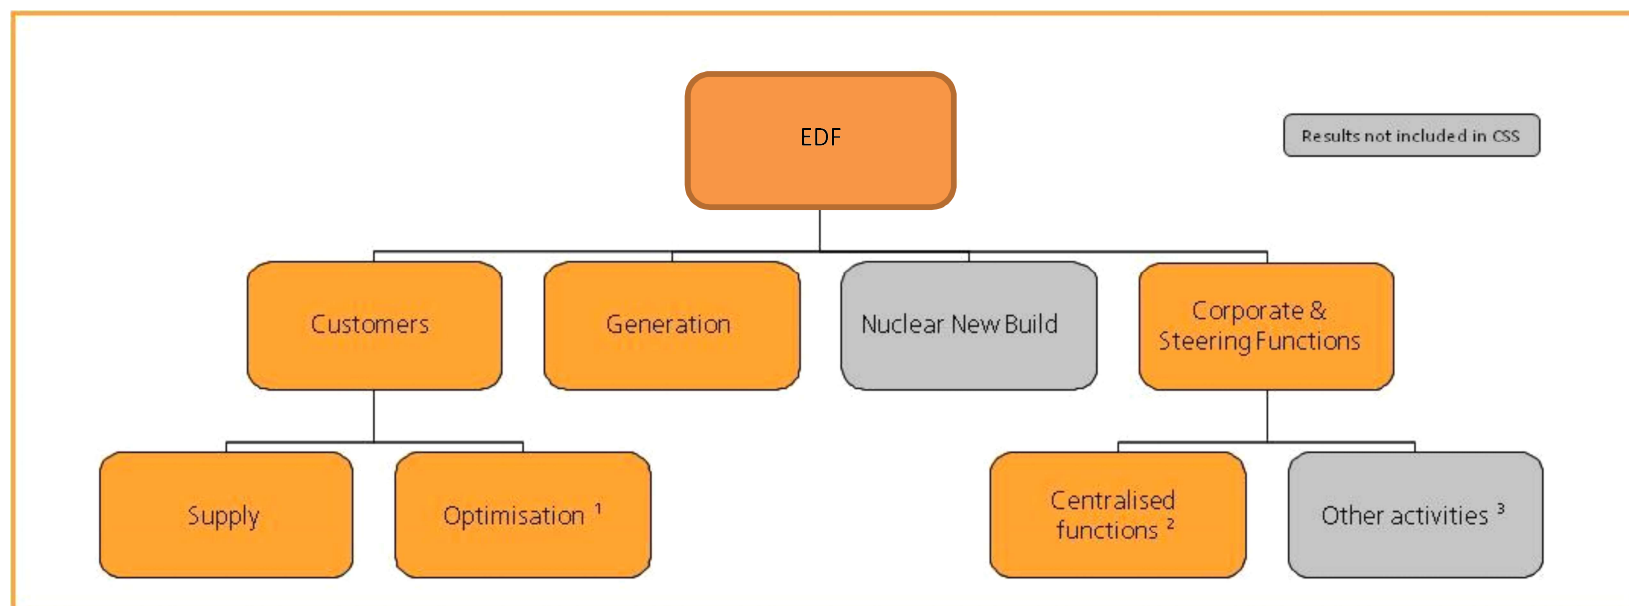 EDF
Results not included in CSS
Customers
Generation
Nuclear New Build
Corporate &
Steering Functions
Supply
Optimisation ¹
Centralised
functions ²
Other activities ³